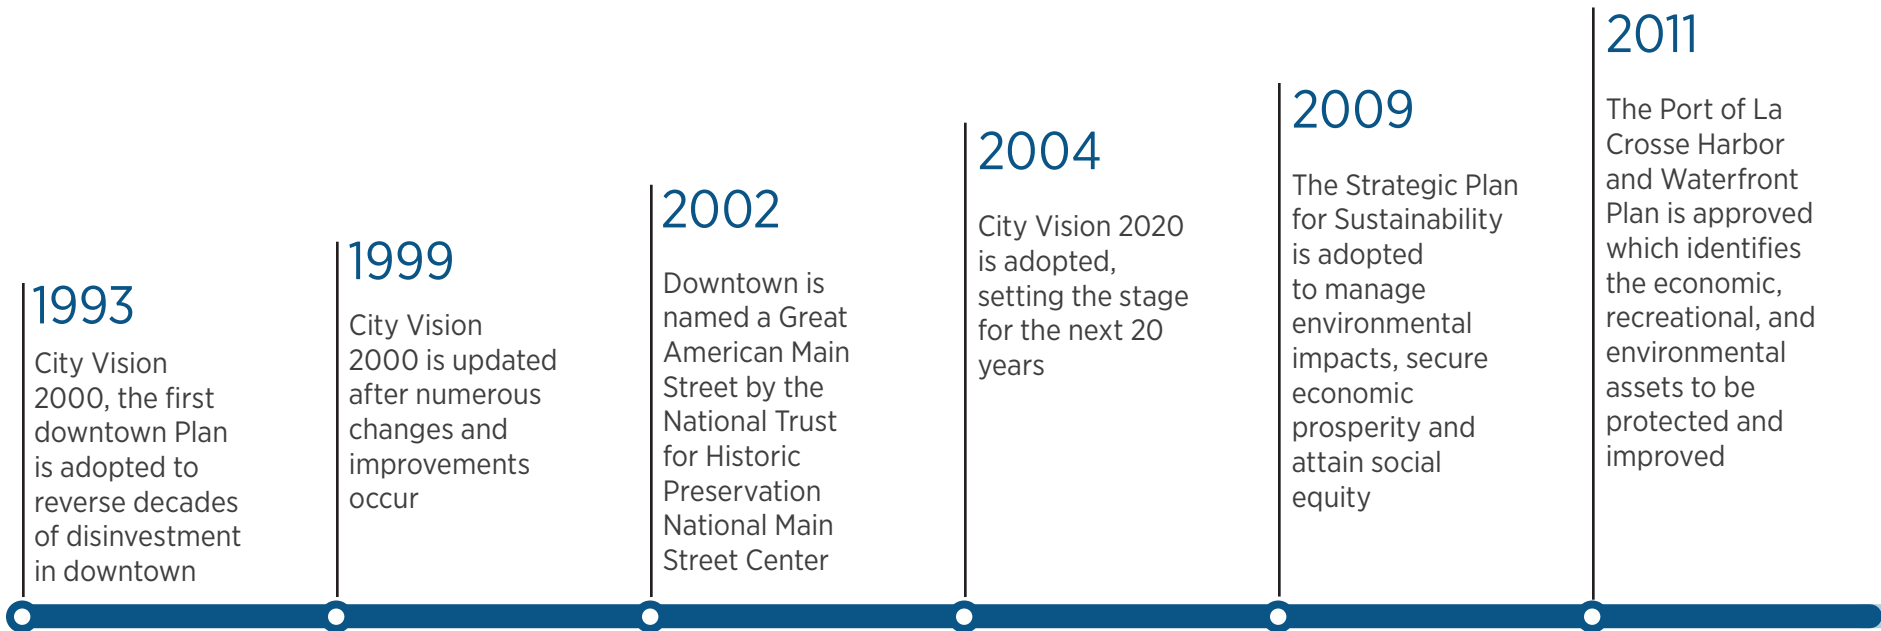 1993
City Vision
2000, the first
downtown Plan
is adopted to
reverse decades
of disinvestment
in downtown
1999
City Vision
2000 is updated
after numerous
changes and
improvements
occur
2002
Downtown is
named a Great
American Main
Street by the
National Trust
for Historic
Preservation
National Main
Street Center
2004
City Vision 2020
is adopted,
setting the stage
for the next 20
years
2009
The Strategic Plan
for Sustainability
is adopted
to manage
environmental
impacts, secure
economic
prosperity and
attain social
equity
2011
The Port of La
Crosse Harbor
and Waterfront
Plan is approved
which identifies
the economic,
recreational, and
environmental
assets to be
protected and
improved